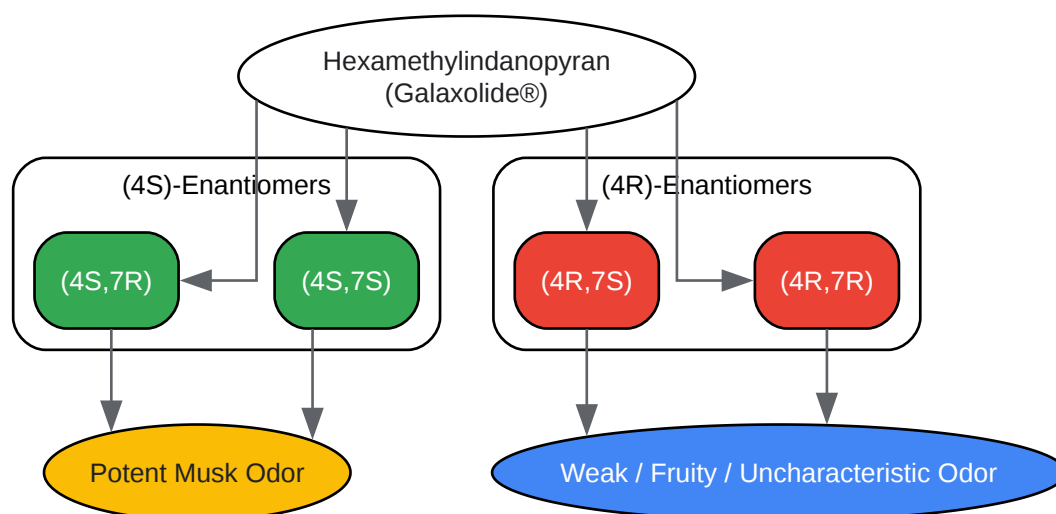 Hexamethylindanopyran
(Galaxolide®)
(4S)-Enantiomers
(4R)-Enantiomers
(4S,7R)
(4S,7S)
(4R,7S)
(4R,7R)
Potent Musk Odor
Weak / Fruity / Uncharacteristic Odor